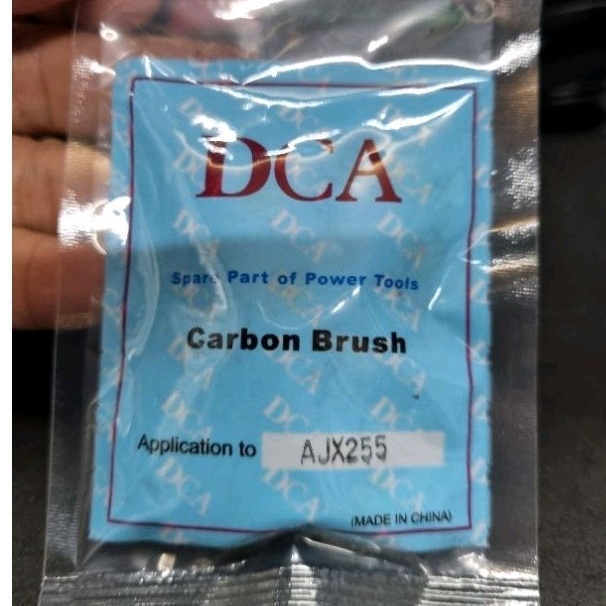 DCA
Spare Part of Power Tools
Carbon Brush
Application to AJX255
(MADE IN CHINA)